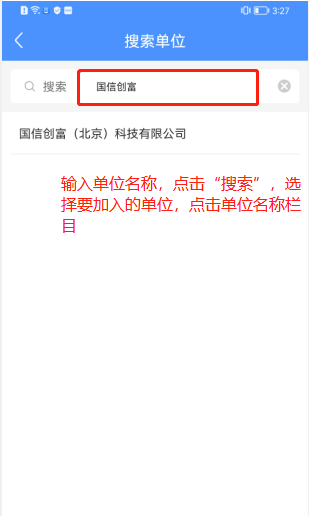 3:27
搜索单位
搜索 国信创富
国信创富（北京）科技有限公司
输入单位名称，点击“搜索”，选
择要加入的单位，点击单位名称栏
目